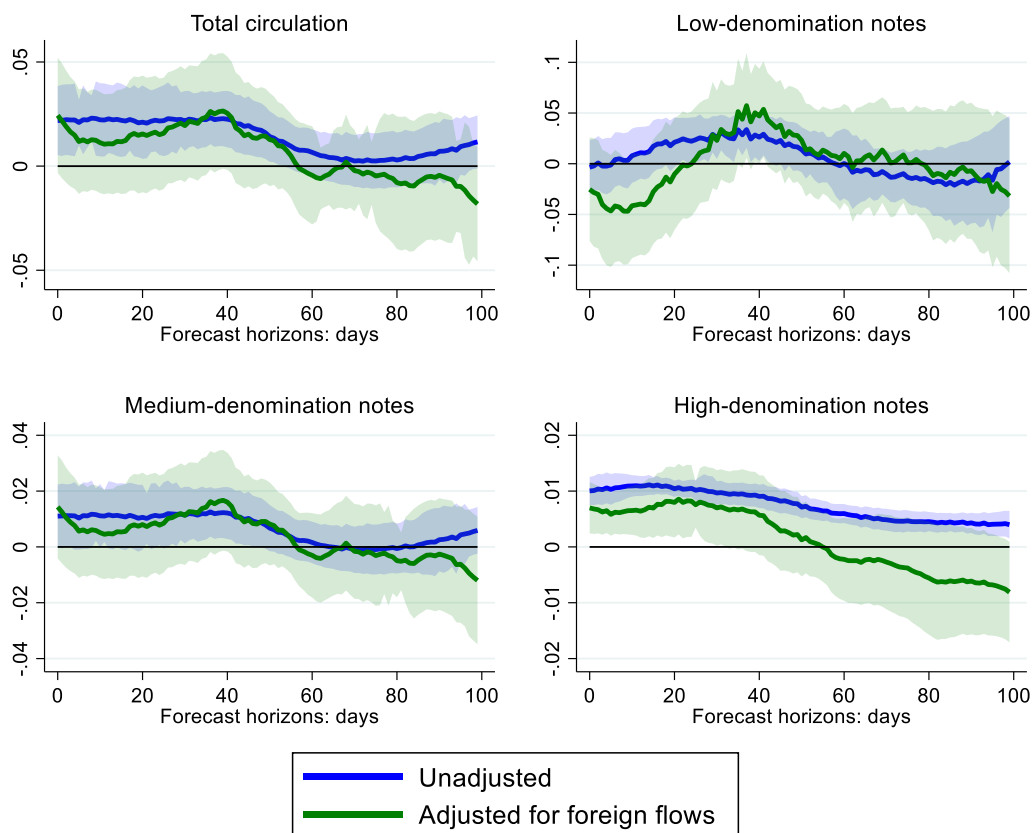 Total circulation
.05
0
-.05
0 20 40 60 80 100
Forecast horizons: days
Low-denomination notes
.1
.05
0
-.05
-.1
0 20 40 60 80 100
Forecast horizons: days
Medium-denomination notes
.04
.02
0
-.02
-.04
0 20 40 60 80 100
Forecast horizons: days
High-denomination notes
.02
.01
0
-.01
-.02
0 20 40 60 80 100
Forecast horizons: days
Unadjusted
Adjusted for foreign flows